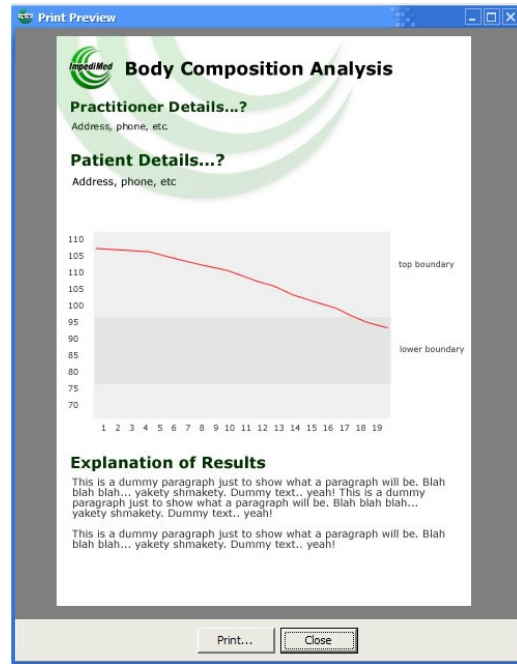 Print Preview
ImpediMed
Body Composition Analysis
Practitioner Details...?
Address, phone, etc.
Patient Details...?
Address, phone, etc
110
105
110
105
100
95
90
85
80
75
70
top boundary
lower boundary
1 2 3 4 5 6 7 8 9 10 11 12 13 14 15 16 17 18 19
Explanation of Results
This is a dummy paragraph just to show what a paragraph will be. Blah
blah blah... yakety shmakety. Dummy text.. yeah! This is a dummy
paragraph just to show what a paragraph will be. Blah blah blah...
yakety shmakety. Dummy text.. yeah!
This is a dummy paragraph just to show what a paragraph will be. Blah
blah blah... yakety shmakety. Dummy text.. yeah!
Print... Close